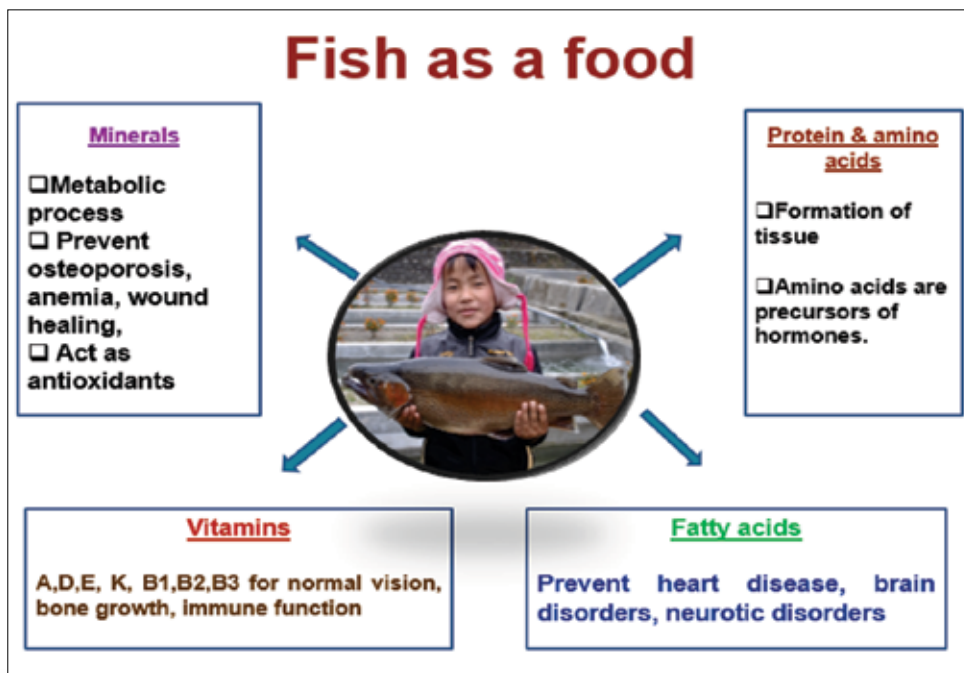 Fish as a food
Minerals
❑Metabolic
process
❑ Prevent
osteoporosis,
anemia, wound
healing,
❑ Act as
antioxidants
Protein & amino
acids
❑Formation of
tissue
❑Amino acids are
precursors of
hormones.
Vitamins
A,D,E, K, B1,B2,B3 for normal vision,
bone growth, immune function
Fatty acids
Prevent heart disease, brain
disorders, neurotic disorders